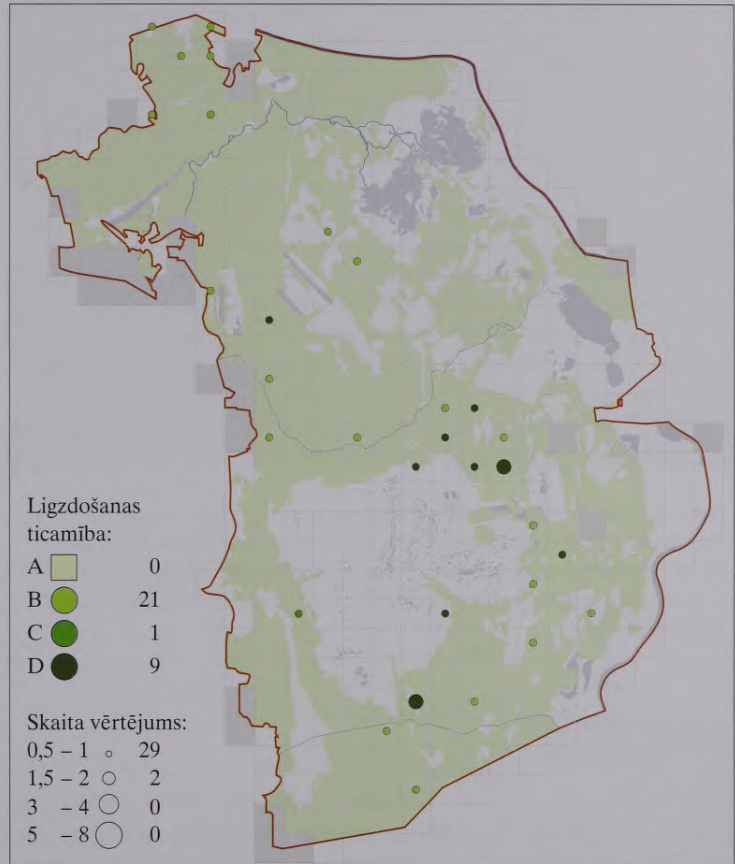 Ligzdošanas
ticamība:
A 0
B 21
C 1
D 9
Skaita vērtējums:
0,5 – 1 29
1,5 – 2 2
3 – 4 0
5 – 8 0